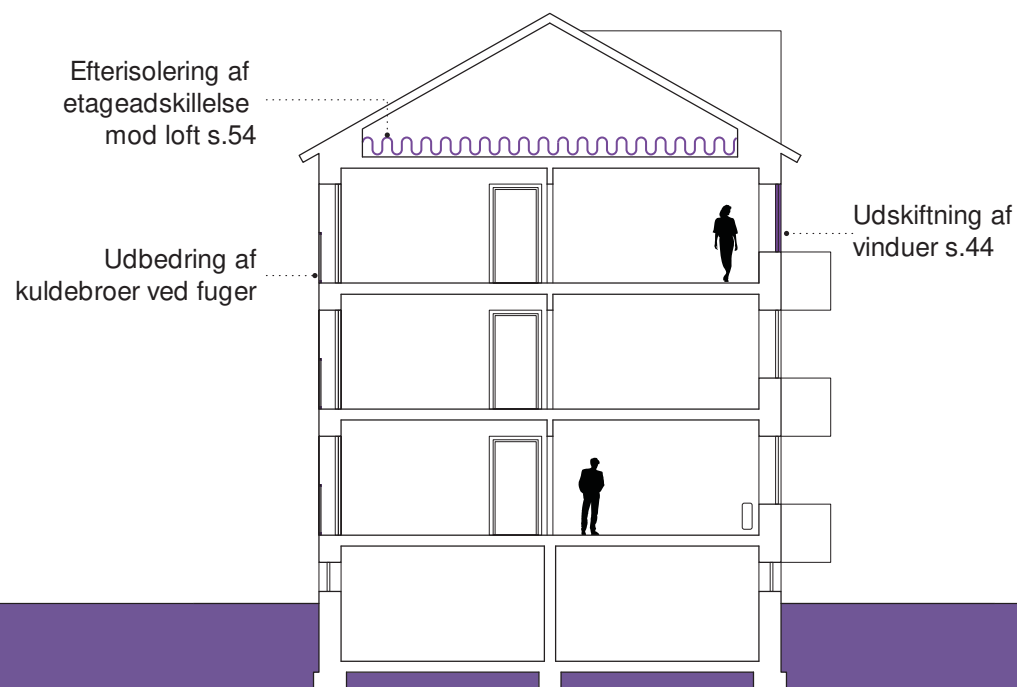 Efterisolering af
etageadskillelse
mod loft s.54
Udskiftning af
vinduer s.44
Udbedring af
kuldebroer ved fuger